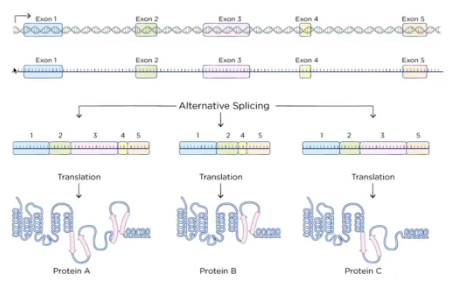 Exon 1 Exon 2 Exon 3 Exon 4 Exon 5
Exon 1 Exon 2 Exon 3 Exon 4 Exon 5
Alternative Splicing
1 2 3 4 5 1 2 4 5 1 2 3 5
Translation Translation Translation
Protein A Protein B Protein C